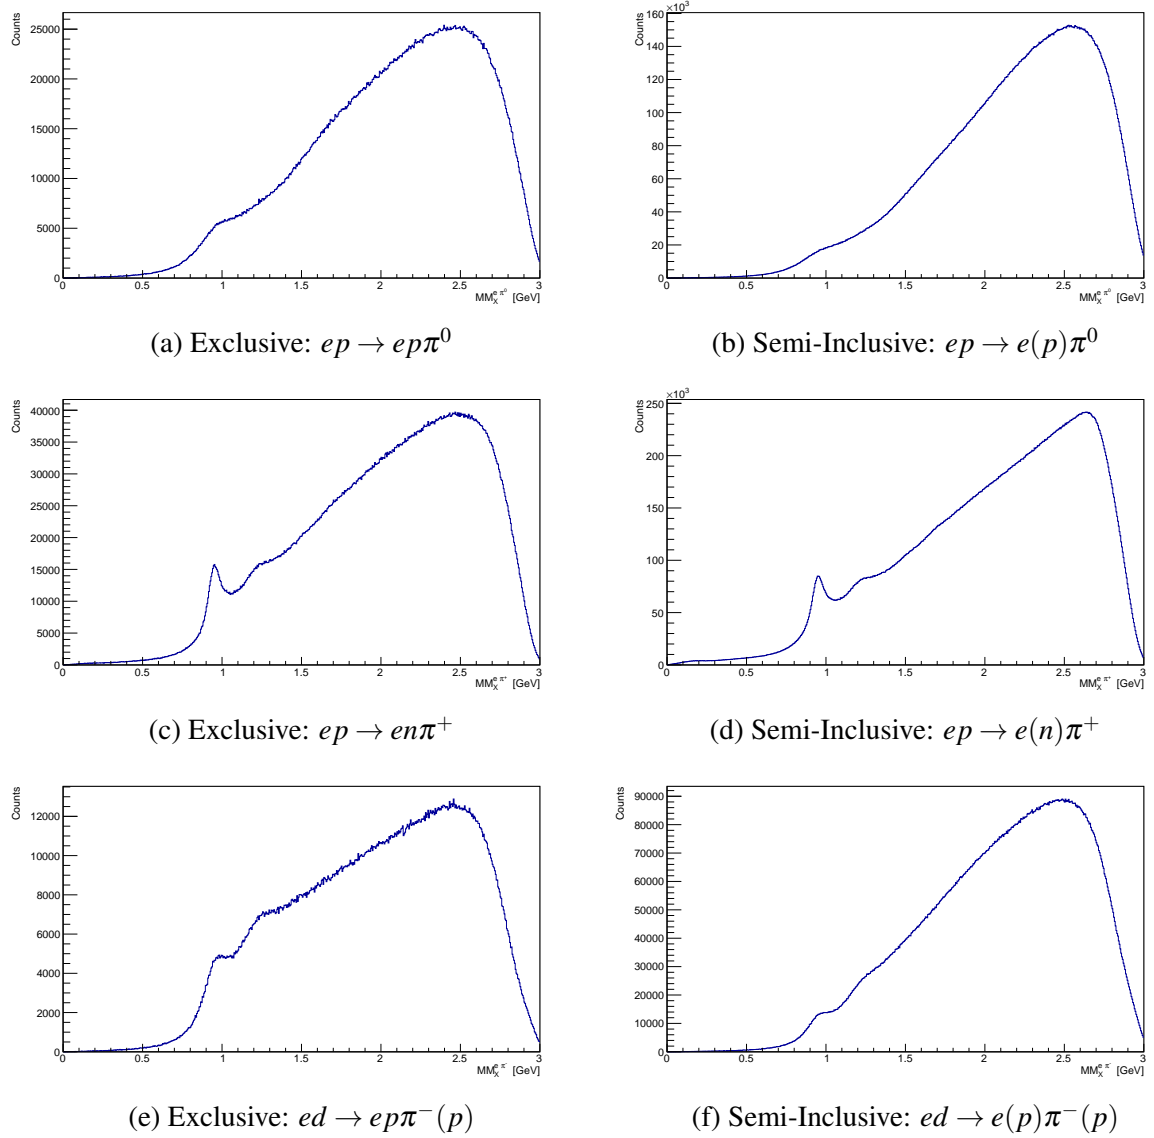 Counts
25000
20000
15000
10000
5000
0
0 0.5 1 1.5 2 2.5 3
MM_X^{e π^0} [GeV]
(a) Exclusive: ep → epπ^0
×10^3
Counts
160
140
120
100
80
60
40
20
0
0 0.5 1 1.5 2 2.5 3
MM_X^{e π^0} [GeV]
(b) Semi-Inclusive: ep → e(p)π^0
Counts
40000
35000
30000
25000
20000
15000
10000
5000
0
0 0.5 1 1.5 2 2.5 3
MM_X^{e π^+} [GeV]
(c) Exclusive: ep → enπ^+
×10^3
Counts
250
200
150
100
50
0
0 0.5 1 1.5 2 2.5 3
MM_X^{e π^+} [GeV]
(d) Semi-Inclusive: ep → e(n)π^+
Counts
12000
10000
8000
6000
4000
2000
0
0 0.5 1 1.5 2 2.5 3
MM_X^{e π^-} [GeV]
(e) Exclusive: ed → epπ^-(p)
Counts
90000
80000
70000
60000
50000
40000
30000
20000
10000
0
0 0.5 1 1.5 2 2.5 3
MM_X^{e π^-} [GeV]
(f) Semi-Inclusive: ed → e(p)π^-(p)